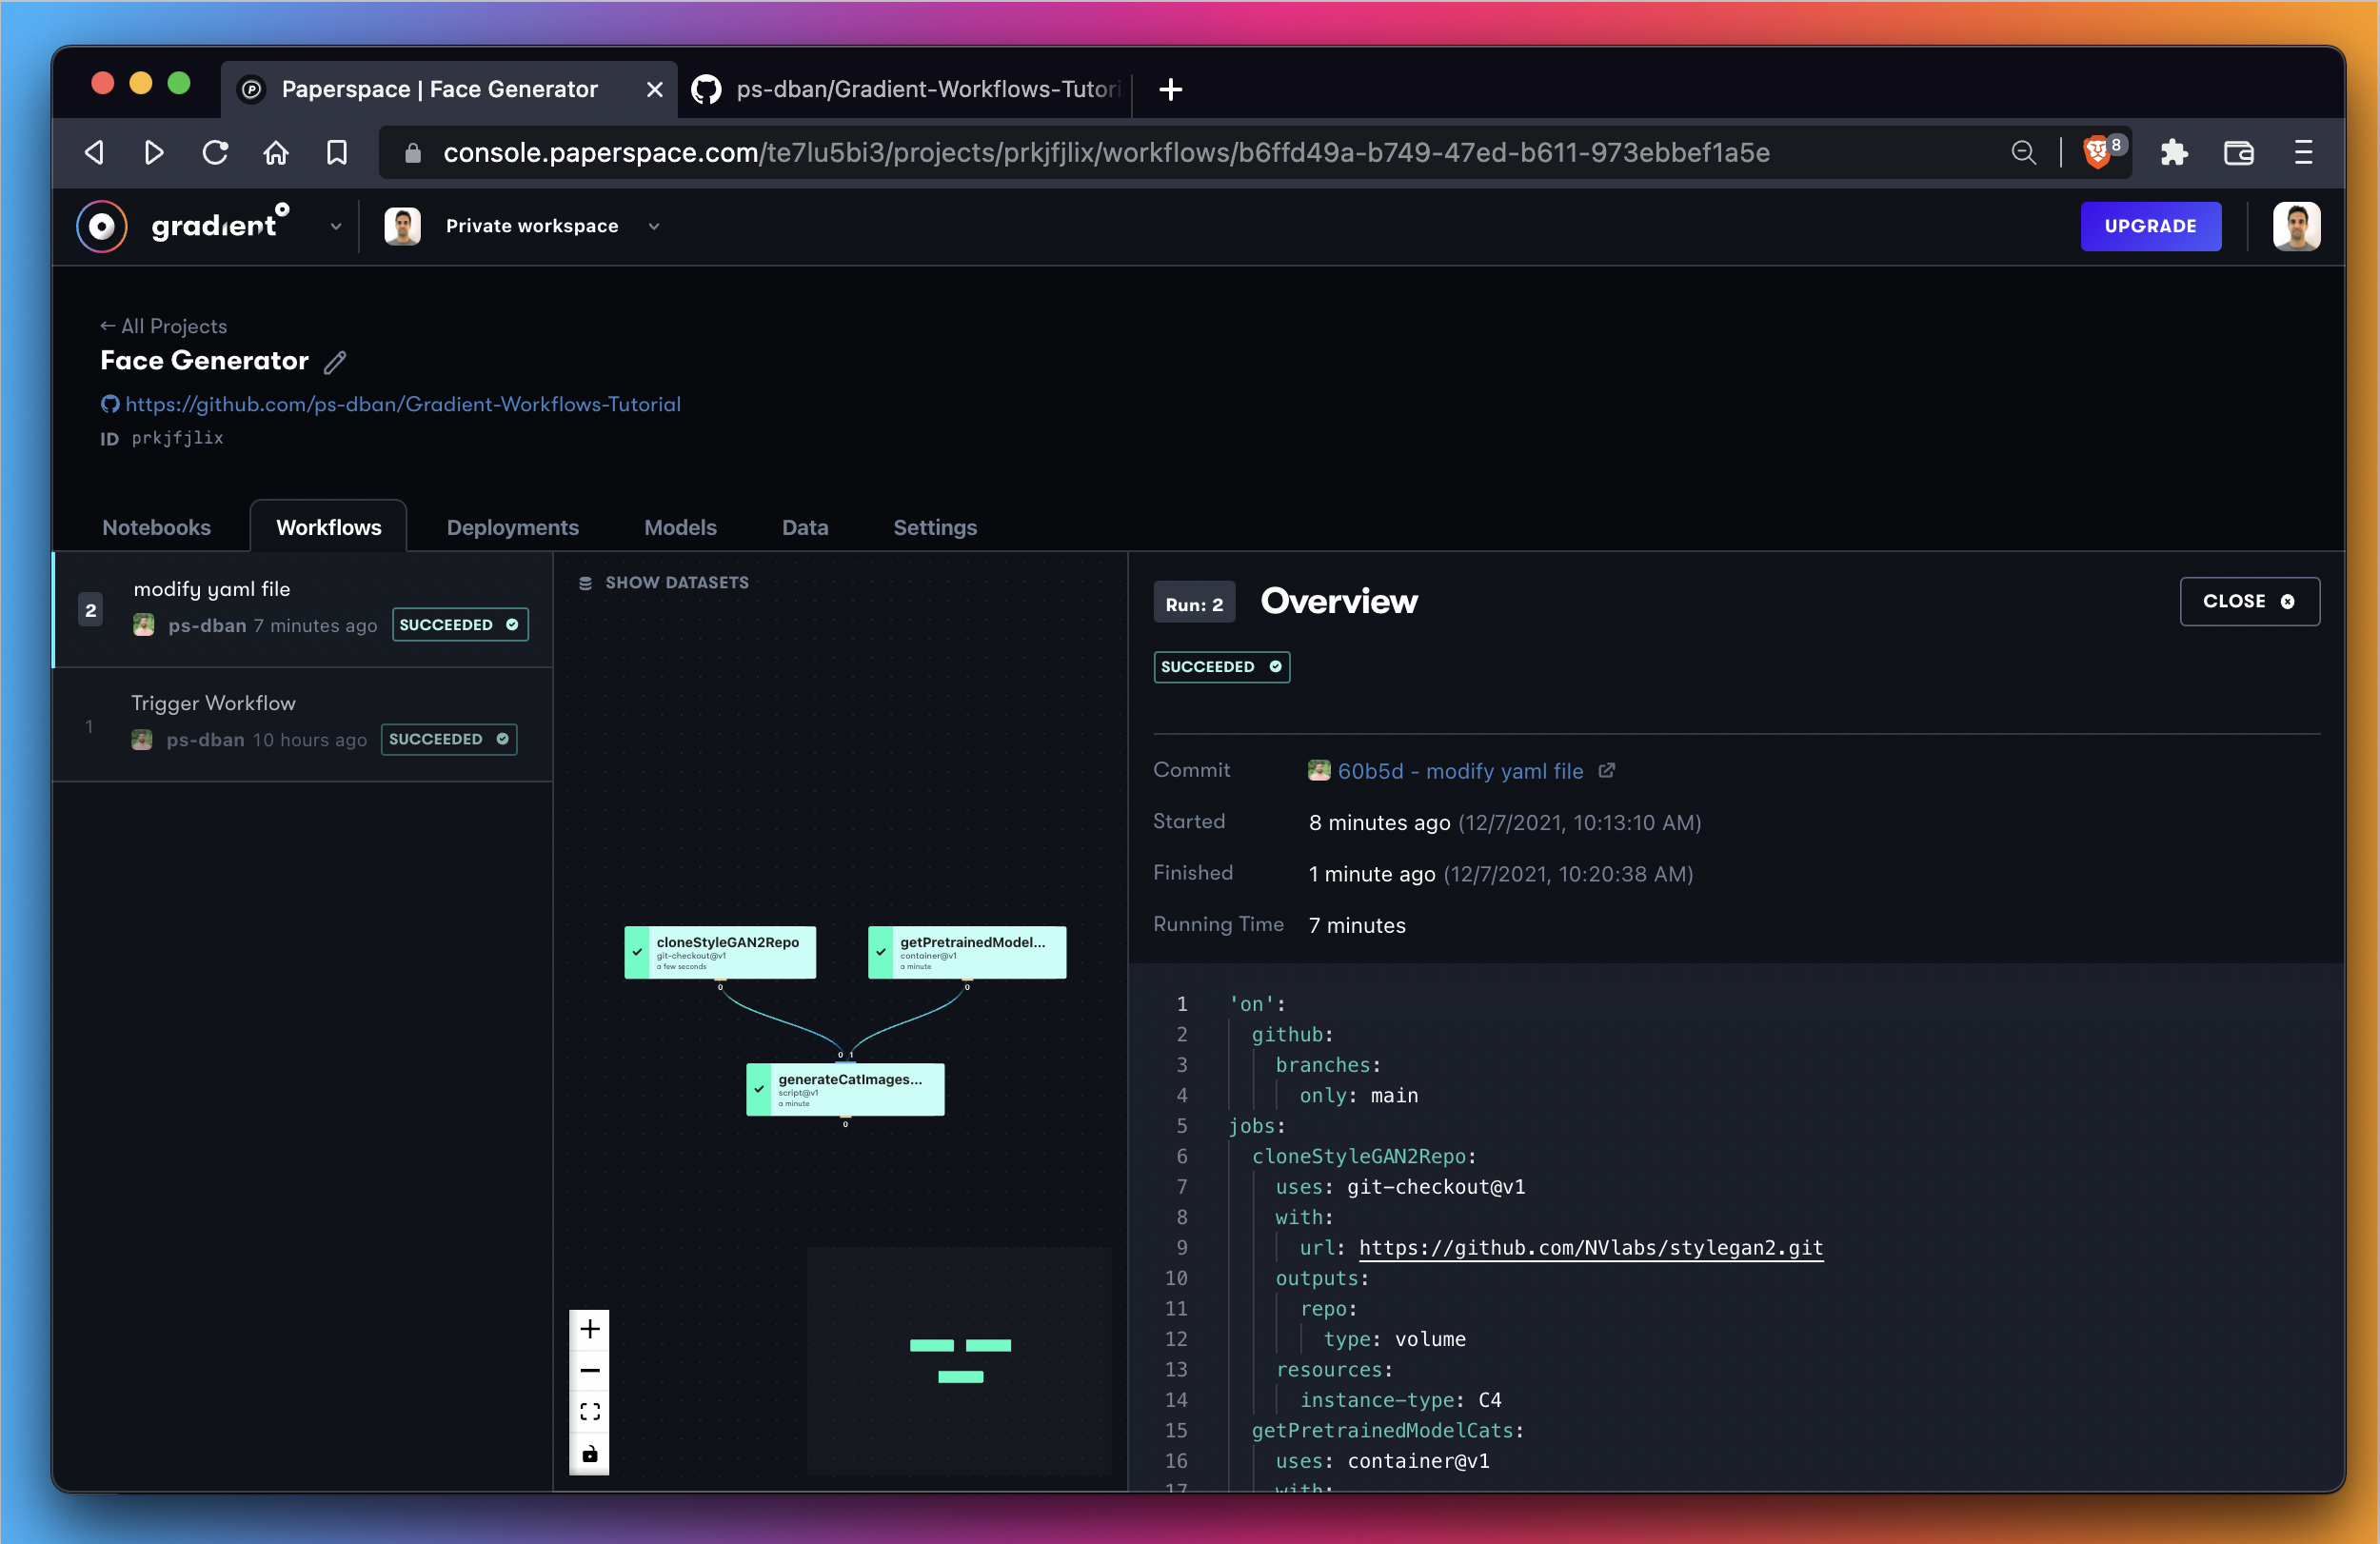 Paperspace | Face Generator
ps-dban/Gradient-Workflows-Tutori
console.paperspace.com/te7lu5bi3/projects/prkjfjlix/workflows/b6ffd49a-b749-47ed-b611-973ebbef1a5e
8
gradient
Private workspace
UPGRADE
← All Projects
Face Generator
https://github.com/ps-dban/Gradient-Workflows-Tutorial
ID prkjfjlix
Notebooks
Workflows
Deployments
Models
Data
Settings
2
modify yaml file
ps-dban 7 minutes ago SUCCEEDED
1
Trigger Workflow
ps-dban 10 hours ago SUCCEEDED
SHOW DATASETS
cloneStyleGAN2Repo
git-checkout@v1
a few seconds
0
getPretrainedModel...
container@v1
a minute
0
0 1
generateCatImages...
script@v1
a minute
0
Run: 2
Overview
CLOSE
SUCCEEDED
Commit 60b5d - modify yaml file
Started 8 minutes ago (12/7/2021, 10:13:10 AM)
Finished 1 minute ago (12/7/2021, 10:20:38 AM)
Running Time 7 minutes
1 'on':
2 github:
3 branches:
4 only: main
5 jobs:
6 cloneStyleGAN2Repo:
7 uses: git-checkout@v1
8 with:
9 url: https://github.com/NVlabs/stylegan2.git
10 outputs:
11 repo:
12 type: volume
13 resources:
14 instance-type: C4
15 getPretrainedModelCats:
16 uses: container@v1
17 with: